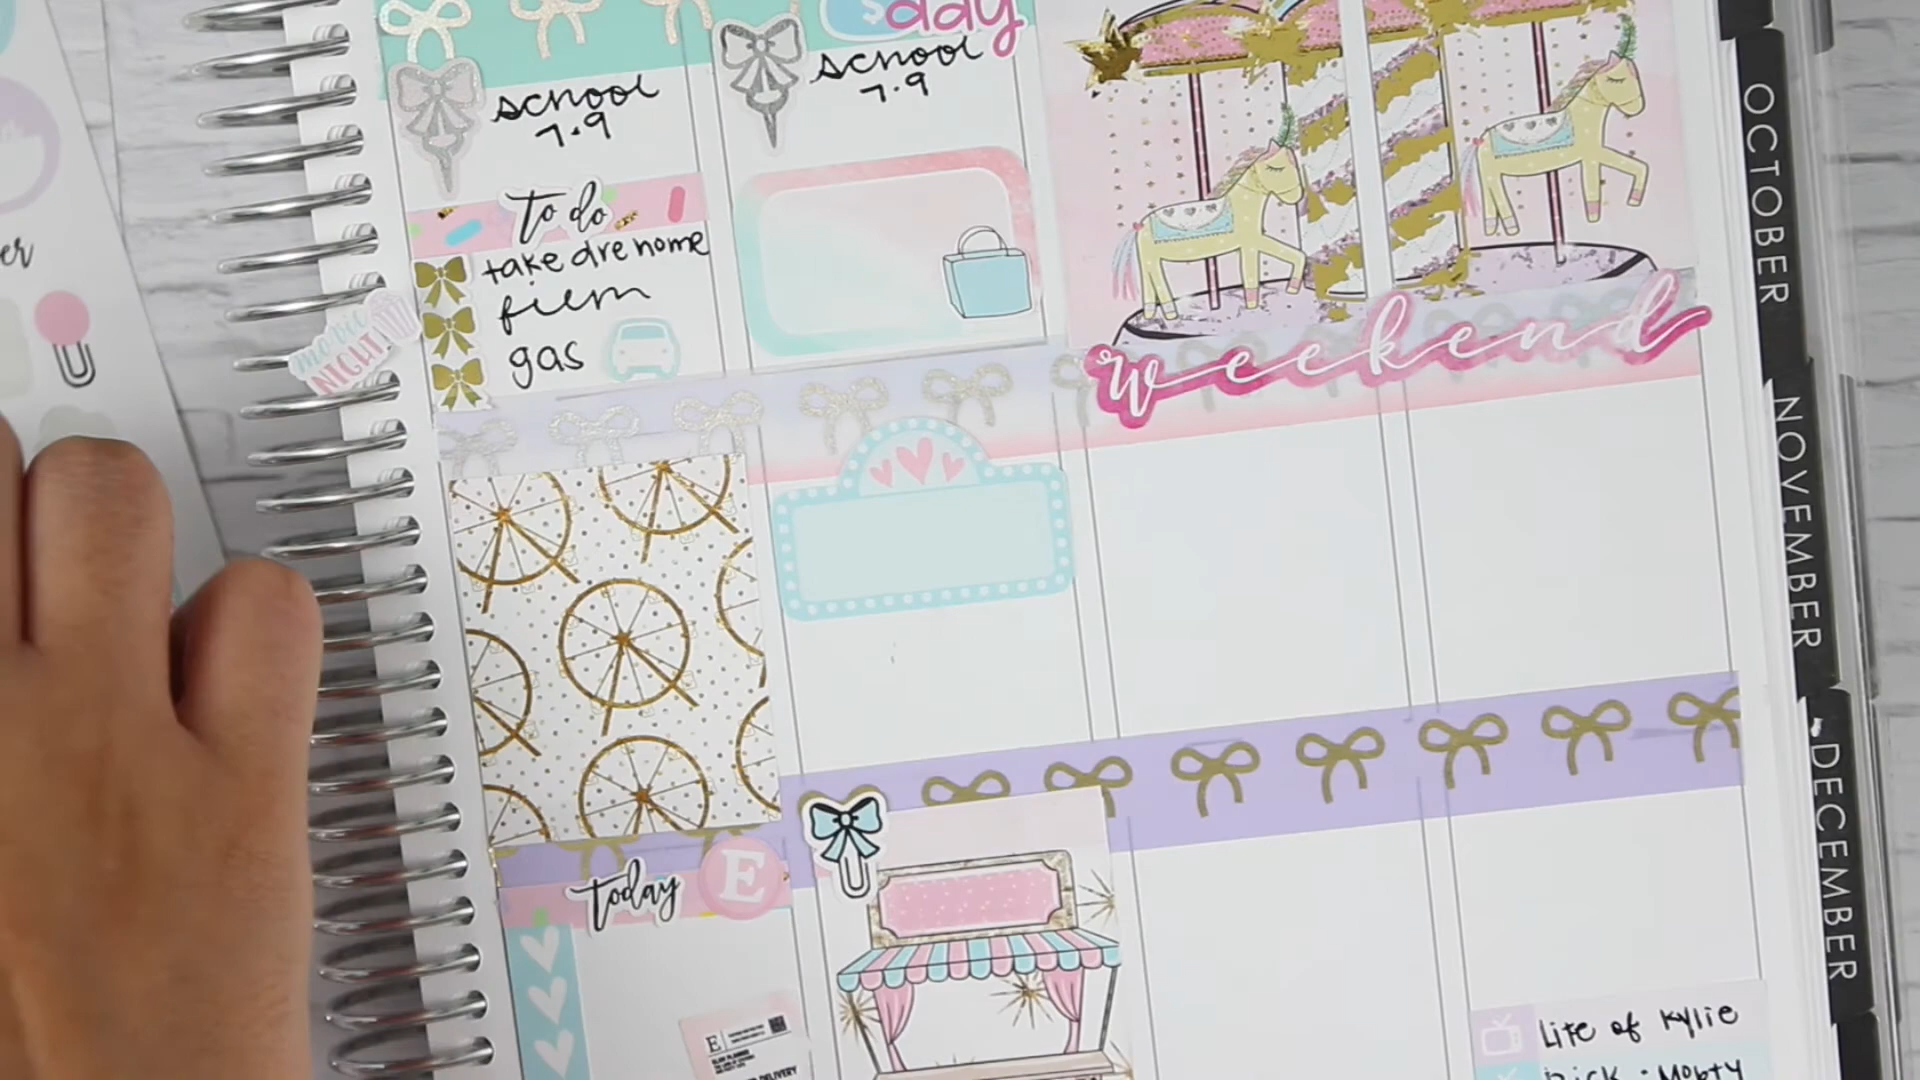 day
school
7.9
school
7.9
to do
take dre home
film
gas
movie
NIGHT
weekend
OCTOBER
NOVEMBER
DECEMBER
today
E
E
DELIVERY
Life of Kylie